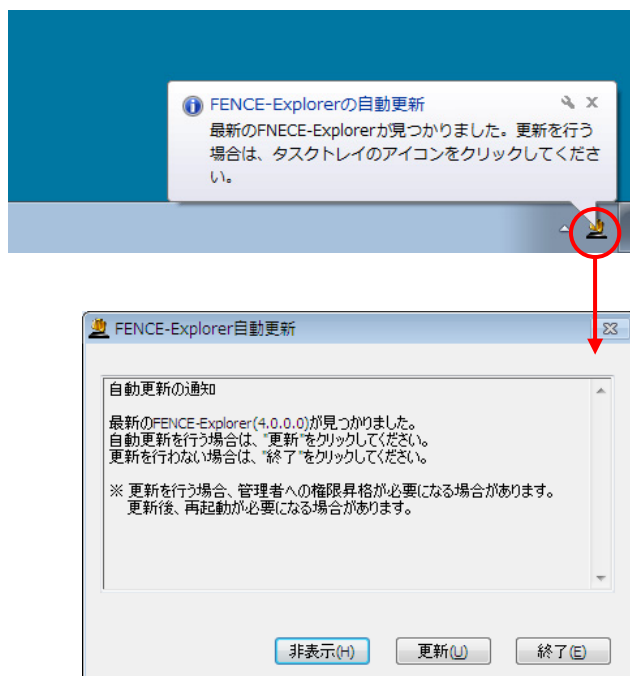 FENCE-Explorerの自動更新
最新のFNECE-Explorerが見つかりました。更新を行う
場合は、タスクトレイのアイコンをクリックしてくださ
い。
FENCE-Explorer自動更新
自動更新の通知
最新のFENCE-Explorer(4.0.0.0)が見つかりました。
自動更新を行う場合は、"更新"をクリックしてください。
更新を行わない場合は、"終了"をクリックしてください。
※ 更新を行う場合、管理者への権限昇格が必要になる場合があります。
更新後、再起動が必要になる場合があります。
非表示(H) 更新(U) 終了(E)